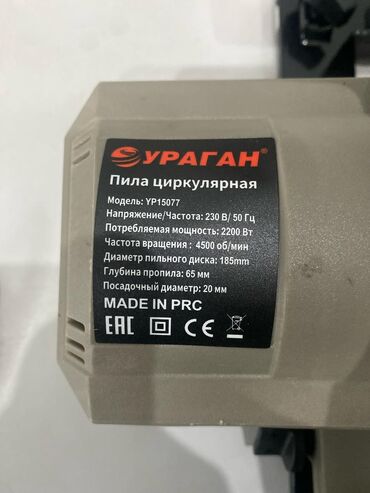 УРАГАН®
Пила циркулярная
Модель: YP15077
Напряжение/Частота: 230 В/ 50 Гц
Потребляемая мощность: 2200 Вт
Частота вращения : 4500 об/мин
Диаметр пильного диска: 185mm
Глубина пропила: 65 мм
Посадочный диаметр: 20 мм
MADE IN PRC
EAC CE